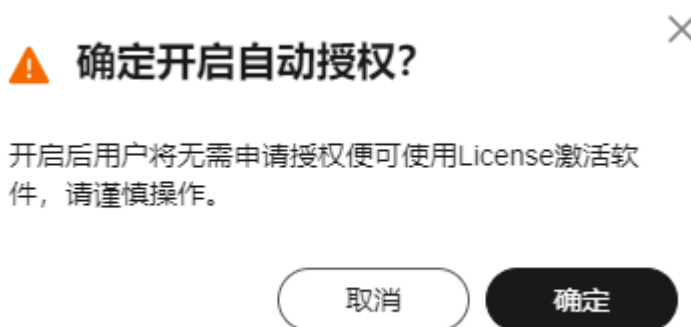 确定开启自动授权?
开启后用户将无需申请授权便可使用License激活软
件，请谨慎操作。
取消
确定